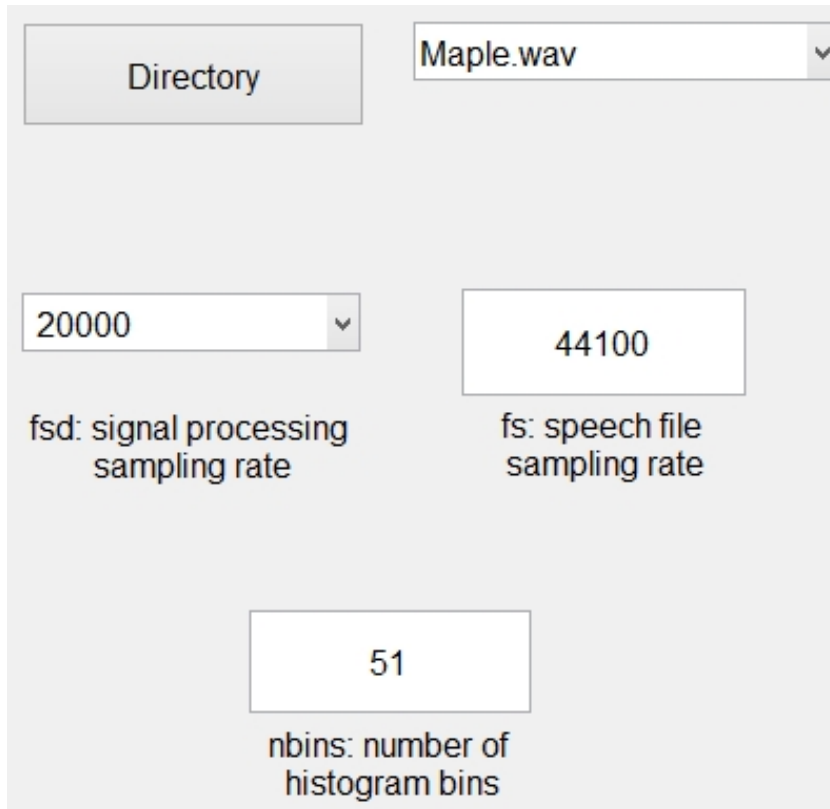 Directory
Maple.wav
20000
44100
fsd: signal processing
sampling rate
fs: speech file
sampling rate
51
nbins: number of
histogram bins